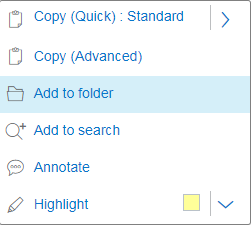 Copy (Quick) : Standard
Copy (Advanced)
Add to folder
Add to search
Annotate
Highlight